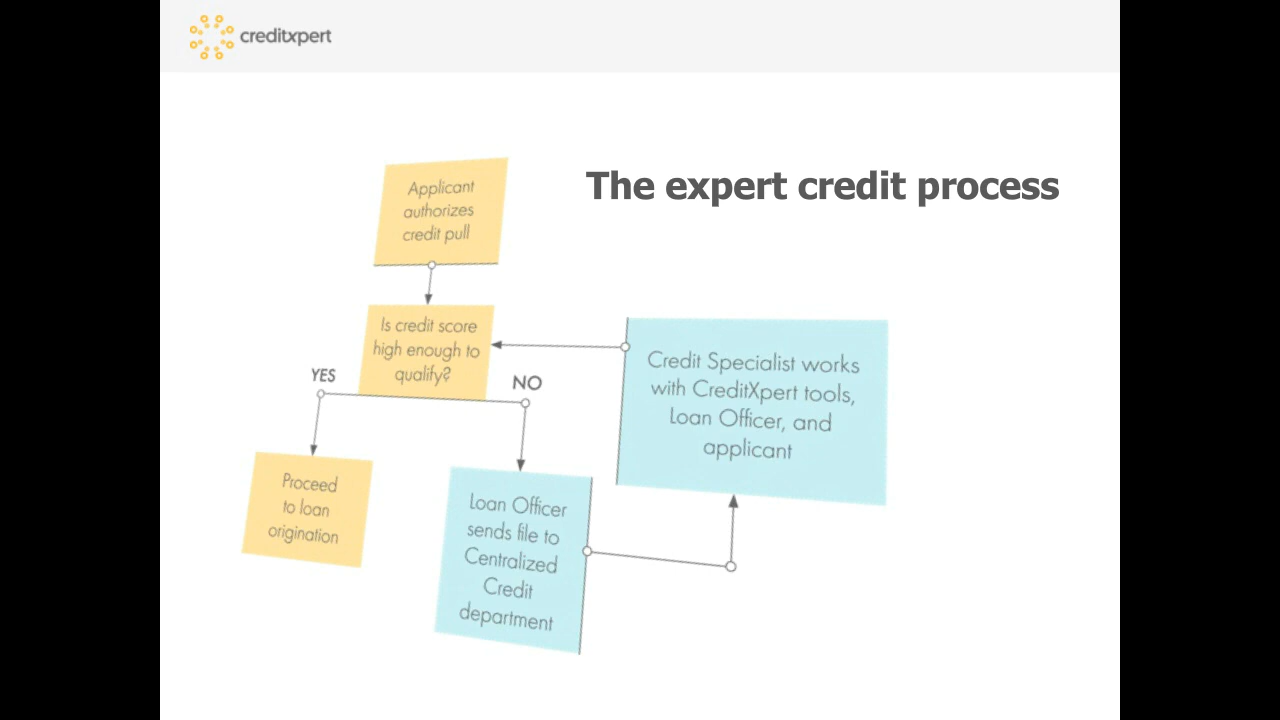 creditxpert
The expert credit process
Applicant
authorizes
credit pull
Is credit score
high enough to
qualify?
YES
NO
Proceed
to loan
origination
Loan Officer
sends file to
Centralized
Credit
department
Credit Specialist works
with CreditXpert tools,
Loan Officer, and
applicant